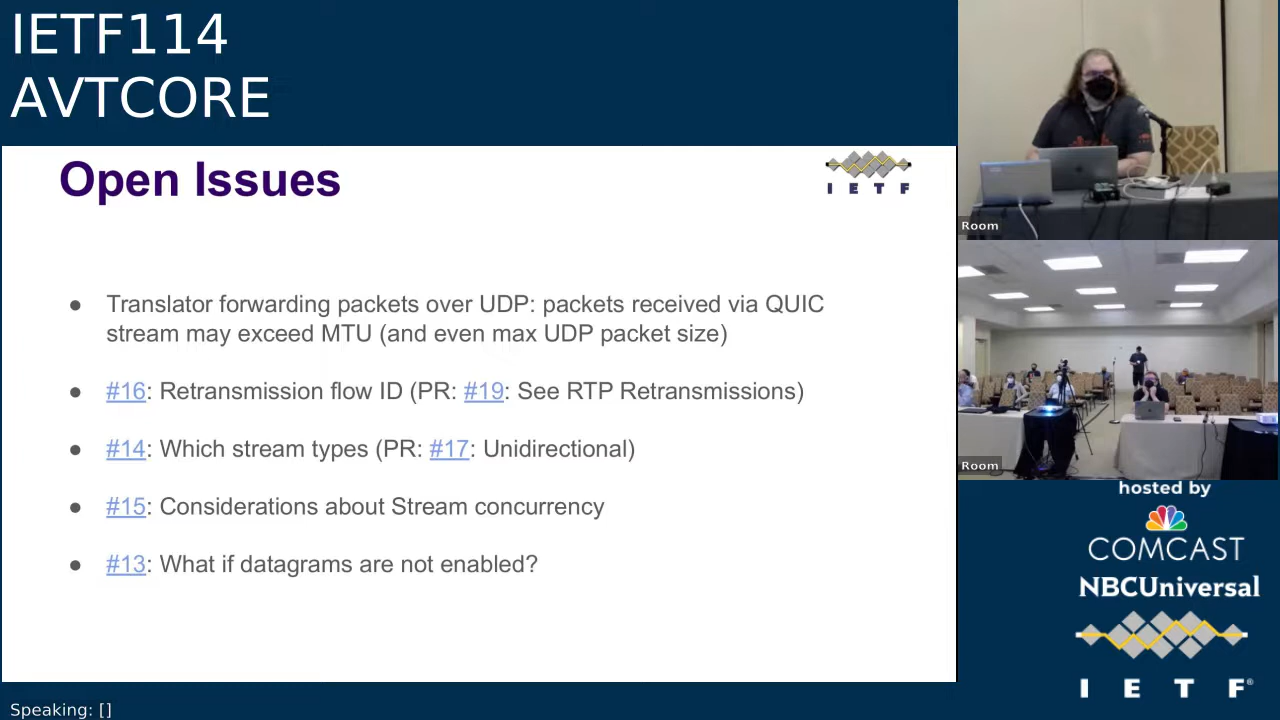 IETF114
AVTCORE
Open Issues
I E T F
● Translator forwarding packets over UDP: packets received via QUIC
stream may exceed MTU (and even max UDP packet size)
● #16: Retransmission flow ID (PR: #19: See RTP Retransmissions)
● #14: Which stream types (PR: #17: Unidirectional)
● #15: Considerations about Stream concurrency
● #13: What if datagrams are not enabled?
Room
Room
hosted by
COMCAST
NBCUniversal
I E T F®
Speaking: []